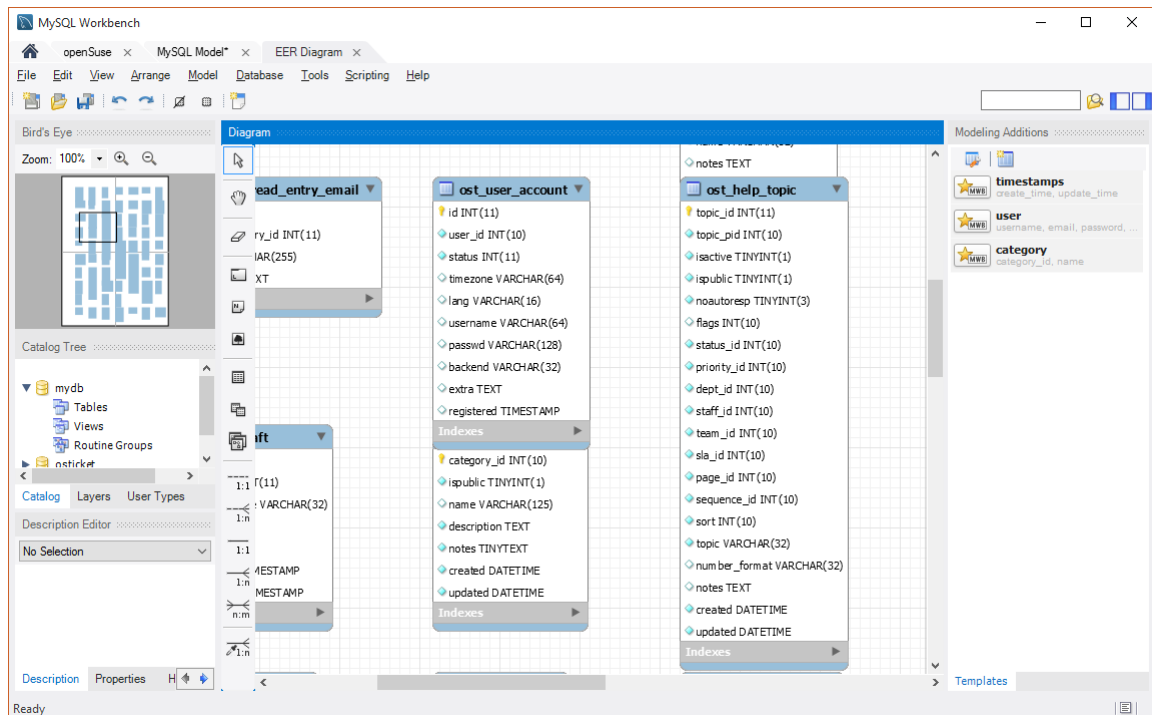 MySQL Workbench
openSuse
MySQL Model*
EER Diagram
File Edit View Arrange Model Database Tools Scripting Help
Bird's Eye
Zoom: 100%
Catalog Tree
mydb
Tables
Views
Routine Groups
osticket
Catalog Layers User Types
Description Editor
No Selection
Description Properties H
Ready
Diagram
1:1
1:n
1:1
1:n
n:m
1:n
read_entry_email
ry_id INT(11)
HAR(255)
XT
aft
T(11)
VARCHAR(32)
MESTAMP
MESTAMP
ost_user_account
id INT(11)
user_id INT(10)
status INT(11)
timezone VARCHAR(64)
lang VARCHAR(16)
username VARCHAR(64)
passwd VARCHAR(128)
backend VARCHAR(32)
extra TEXT
registered TIMESTAMP
Indexes
category_id INT(10)
ispublic TINYINT(1)
name VARCHAR(125)
description TEXT
notes TINYTEXT
created DATETIME
updated DATETIME
Indexes
notes TEXT
ost_help_topic
topic_id INT(11)
topic_pid INT(10)
isactive TINYINT(1)
ispublic TINYINT(1)
noautoresp TINYINT(3)
flags INT(10)
status_id INT(10)
priority_id INT(10)
dept_id INT(10)
staff_id INT(10)
team_id INT(10)
sla_id INT(10)
page_id INT(10)
sequence_id INT(10)
sort INT(10)
topic VARCHAR(32)
number_format VARCHAR(32)
notes TEXT
created DATETIME
updated DATETIME
Indexes
Modeling Additions
timestamps
create_time, update_time
user
username, email, password, ...
category
category_id, name
MWB
MWB
MWB
Templates